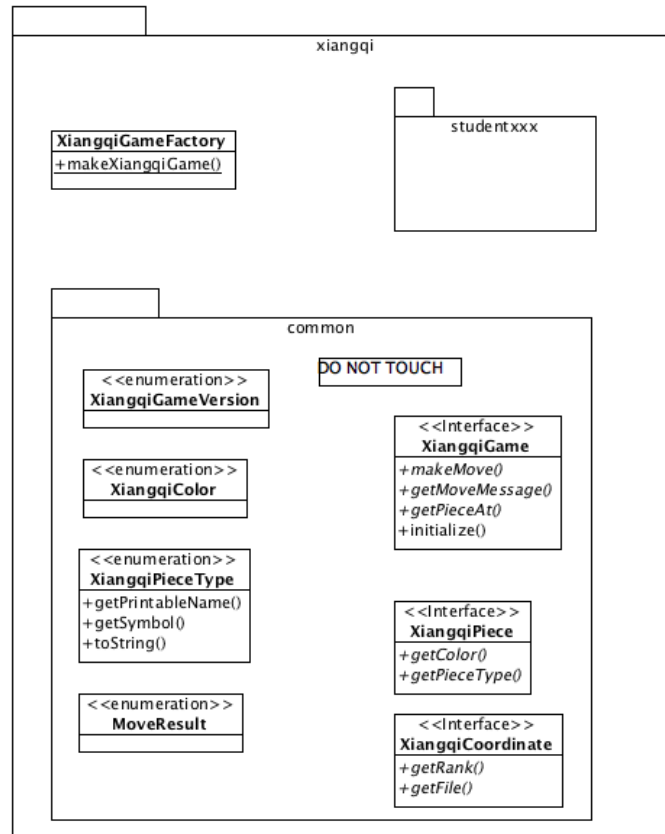 xiangqi
XiangqiGameFactory
+makeXiangqiGame()
studentxxx
common
DO NOT TOUCH
<<enumeration>>
XiangqiGameVersion
<<enumeration>>
XiangqiColor
<<enumeration>>
XiangqiPieceType
+getPrintableName()
+getSymbol()
+toString()
<<enumeration>>
MoveResult
<<Interface>>
XiangqiGame
+makeMove()
+getMoveMessage()
+getPieceAt()
+initialize()
<<Interface>>
XiangqiPiece
+getColor()
+getPieceType()
<<Interface>>
XiangqiCoordinate
+getRank()
+getFile()